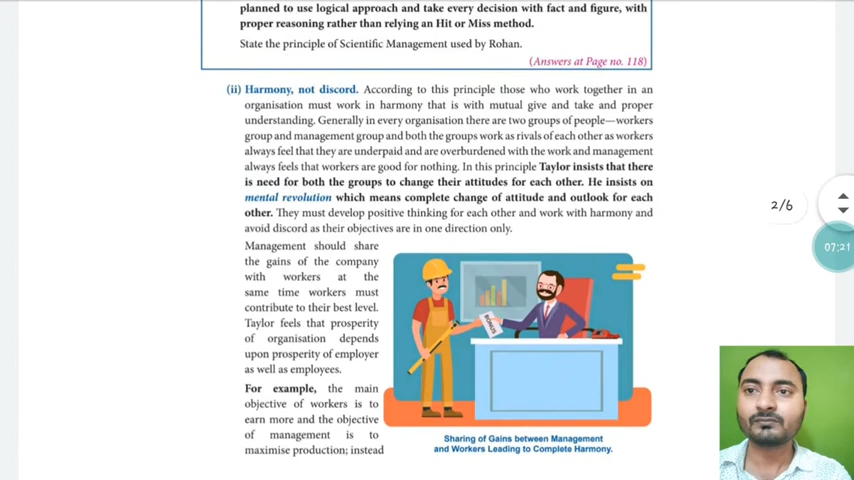 planned to use logical approach and take every decision with fact and figure, with
proper reasoning rather than relying an Hit or Miss method.
State the principle of Scientific Management used by Rohan.
(Answers at Page no. 118)
(ii) Harmony, not discord. According to this principle those who work together in an
organisation must work in harmony that is with mutual give and take and proper
understanding. Generally in every organisation there are two groups of people—workers
group and management group and both the groups work as rivals of each other as workers
always feel that they are underpaid and are overburdened with the work and management
always feels that workers are good for nothing. In this principle Taylor insists that there
is need for both the groups to change their attitudes for each other. He insists on
mental revolution which means complete change of attitude and outlook for each
other. They must develop positive thinking for each other and work with harmony and
avoid discord as their objectives are in one direction only.
Management should share
the gains of the company
with workers at the
same time workers must
contribute to their best level.
Taylor feels that prosperity
of organisation depends
upon prosperity of employer
as well as employees.
For example, the main
objective of workers is to
earn more and the objective
of management is to
maximise production; instead
BONUS
Sharing of Gains between Management
and Workers Leading to Complete Harmony.
2/6
07:21